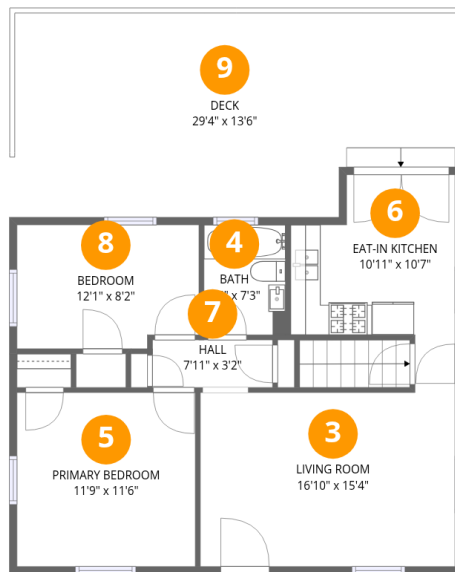 9
DECK
29'4" x 13'6"
6
EAT-IN KITCHEN
10'11" x 10'7"
8
BEDROOM
12'1" x 8'2"
4
BATH
" x 7'3"
7
HALL
7'11" x 3'2"
5
PRIMARY BEDROOM
11'9" x 11'6"
3
LIVING ROOM
16'10" x 15'4"